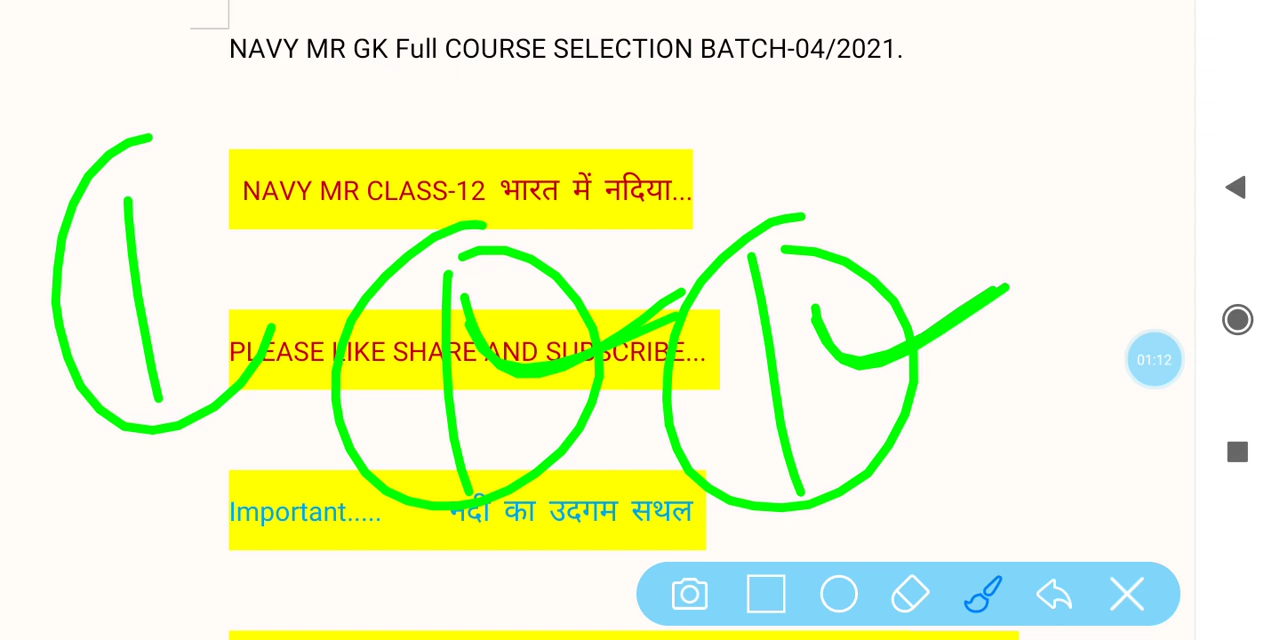 NAVY MR GK Full COURSE SELECTION BATCH-04/2021.
NAVY MR CLASS-12 भारत में नदिया...
PLEASE LIKE SHARE AND SUBSCRIBE...
01:12
Important..... नदी का उदगम सथल